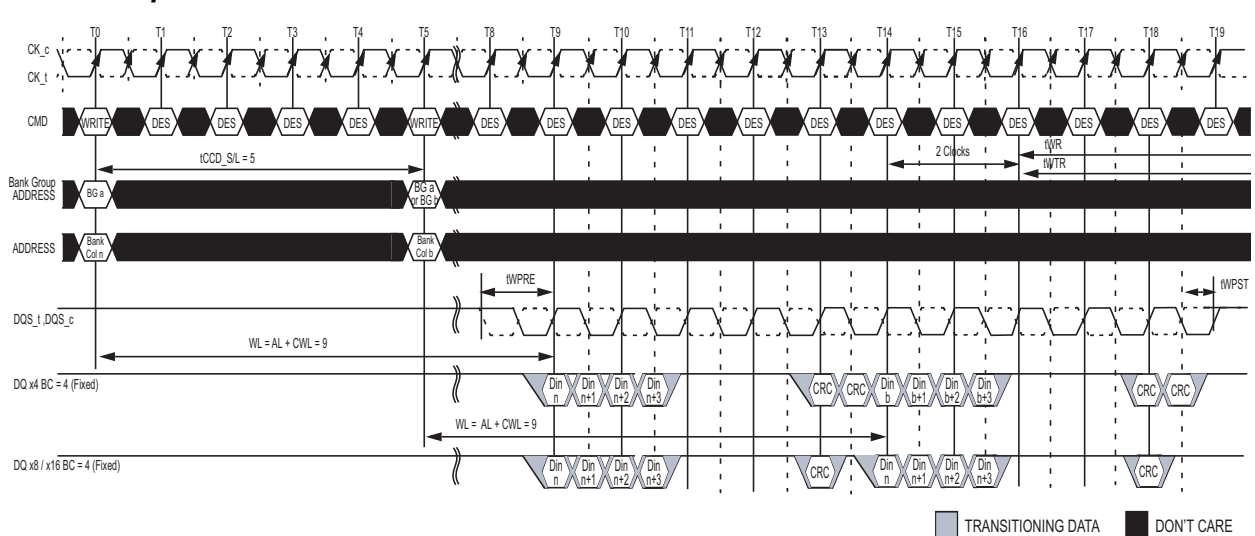 T0 T1 T2 T3 T4 T5 T8 T9 T10 T11 T12 T13 T14 T15 T16 T17 T18 T19
CK_c
CK_t
CMD WRITE DES DES DES DES WRITE DES DES DES DES DES DES DES DES DES DES DES DES
tCCD_S/L = 5
2 Clocks
tWR
tWTR
Bank Group
ADDRESS
BG a
BG a
or BG b
ADDRESS
Bank
Col n
Bank
Col b
tWPRE
tWPST
DQS_t ,DQS_c
WL = AL + CWL = 9
DQ x4 BC = 4 (Fixed)
Din
n
Din
n+1
Din
n+2
Din
n+3
CRC
CRC
Din
b
Din
b+1
Din
b+2
Din
b+3
CRC
CRC
WL = AL + CWL = 9
DQ x8 / x16 BC = 4 (Fixed)
Din
n
Din
n+1
Din
n+2
Din
n+3
CRC
Din
n
Din
n+1
Din
n+2
Din
n+3
CRC
TRANSITIONING DATA
DON'T CARE